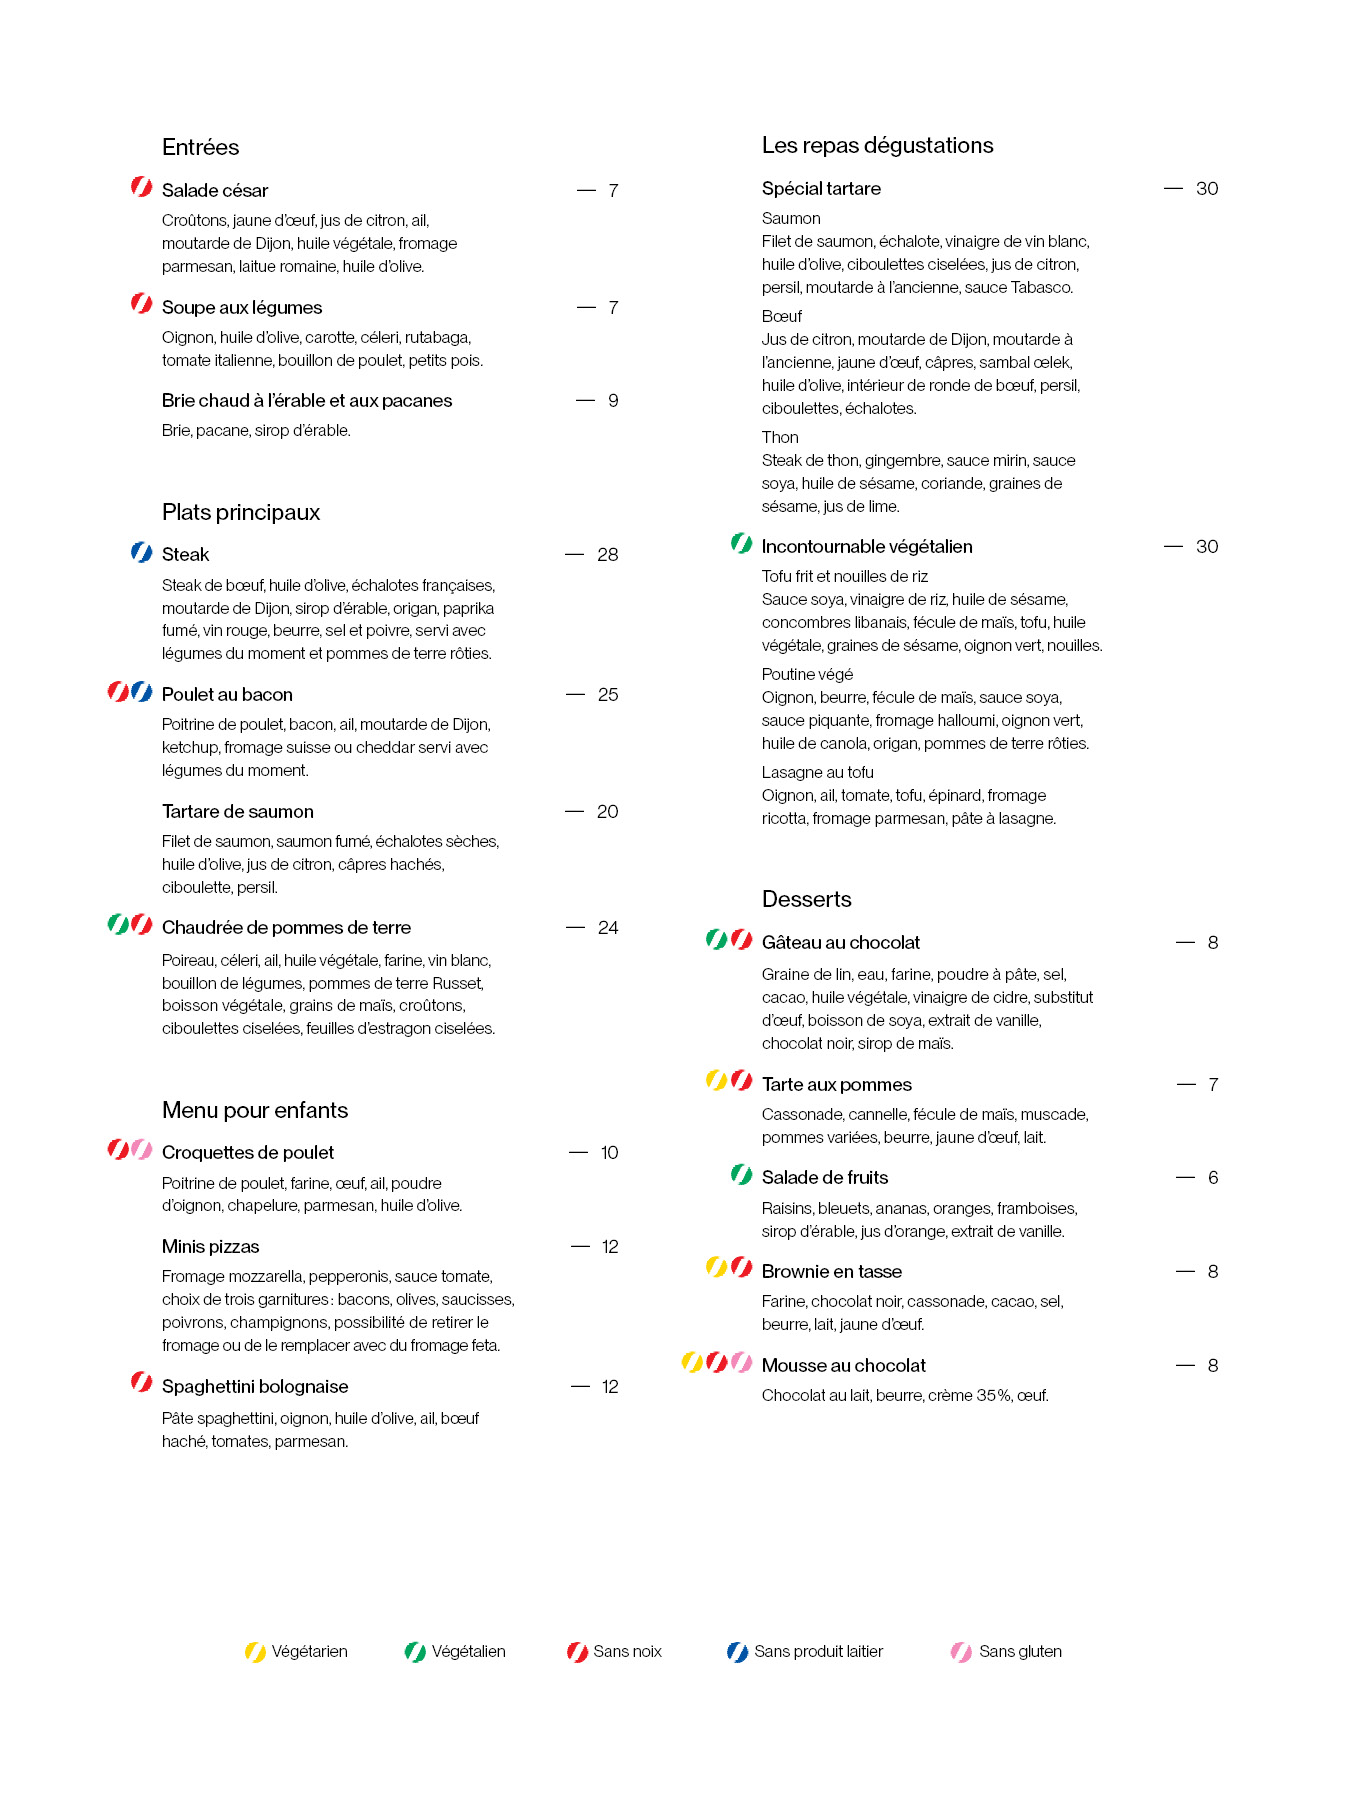 Entrées
Salade césar — 7
Croûtons, jaune d’œuf, jus de citron, ail,
moutarde de Dijon, huile végétale, fromage
parmesan, laitue romaine, huile d’olive.
Soupe aux légumes — 7
Oignon, huile d’olive, carotte, céleri, rutabaga,
tomate italienne, bouillon de poulet, petits pois.
Brie chaud à l’érable et aux pacanes — 9
Brie, pacane, sirop d’érable.
Plats principaux
Steak — 28
Steak de bœuf, huile d’olive, échalotes françaises,
moutarde de Dijon, sirop d’érable, origan, paprika
fumé, vin rouge, beurre, sel et poivre, servi avec
légumes du moment et pommes de terre rôties.
Poulet au bacon — 25
Poitrine de poulet, bacon, ail, moutarde de Dijon,
ketchup, fromage suisse ou cheddar servi avec
légumes du moment.
Tartare de saumon — 20
Filet de saumon, saumon fumé, échalotes sèches,
huile d’olive, jus de citron, câpres hachés,
ciboulette, persil.
Chaudrée de pommes de terre — 24
Poireau, céleri, ail, huile végétale, farine, vin blanc,
bouillon de légumes, pommes de terre Russet,
boisson végétale, grains de maïs, croûtons,
ciboulettes ciselées, feuilles d’estragon ciselées.
Menu pour enfants
Croquettes de poulet — 10
Poitrine de poulet, farine, œuf, ail, poudre
d’oignon, chapelure, parmesan, huile d’olive.
Minis pizzas — 12
Fromage mozzarella, pepperonis, sauce tomate,
choix de trois garnitures : bacons, olives, saucisses,
poivrons, champignons, possibilité de retirer le
fromage ou de le remplacer avec du fromage feta.
Spaghettini bolognaise — 12
Pâte spaghettini, oignon, huile d’olive, ail, bœuf
haché, tomates, parmesan.
Les repas dégustations
Spécial tartare — 30
Saumon
Filet de saumon, échalote, vinaigre de vin blanc,
huile d’olive, ciboulettes ciselées, jus de citron,
persil, moutarde à l’ancienne, sauce Tabasco.
Bœuf
Jus de citron, moutarde de Dijon, moutarde à
l’ancienne, jaune d’œuf, câpres, sambal œlek,
huile d’olive, intérieur de ronde de bœuf, persil,
ciboulettes, échalotes.
Thon
Steak de thon, gingembre, sauce mirin, sauce
soya, huile de sésame, coriande, graines de
sésame, jus de lime.
Incontournable végétalien — 30
Tofu frit et nouilles de riz
Sauce soya, vinaigre de riz, huile de sésame,
concombres libanais, fécule de maïs, tofu, huile
végétale, graines de sésame, oignon vert, nouilles.
Poutine végé
Oignon, beurre, fécule de maïs, sauce soya,
sauce piquante, fromage halloumi, oignon vert,
huile de canola, origan, pommes de terre rôties.
Lasagne au tofu
Oignon, ail, tomate, tofu, épinard, fromage
ricotta, fromage parmesan, pâte à lasagne.
Desserts
Gâteau au chocolat — 8
Graine de lin, eau, farine, poudre à pâte, sel,
cacao, huile végétale, vinaigre de cidre, substitut
d’œuf, boisson de soya, extrait de vanille,
chocolat noir, sirop de maïs.
Tarte aux pommes — 7
Cassonade, cannelle, fécule de maïs, muscade,
pommes variées, beurre, jaune d’œuf, lait.
Salade de fruits — 6
Raisins, bleuets, ananas, oranges, framboises,
sirop d’érable, jus d’orange, extrait de vanille.
Brownie en tasse — 8
Farine, chocolat noir, cassonade, cacao, sel,
beurre, lait, jaune d’œuf.
Mousse au chocolat — 8
Chocolat au lait, beurre, crème 35 %, œuf.
Végétarien Végétalien Sans noix Sans produit laitier Sans gluten